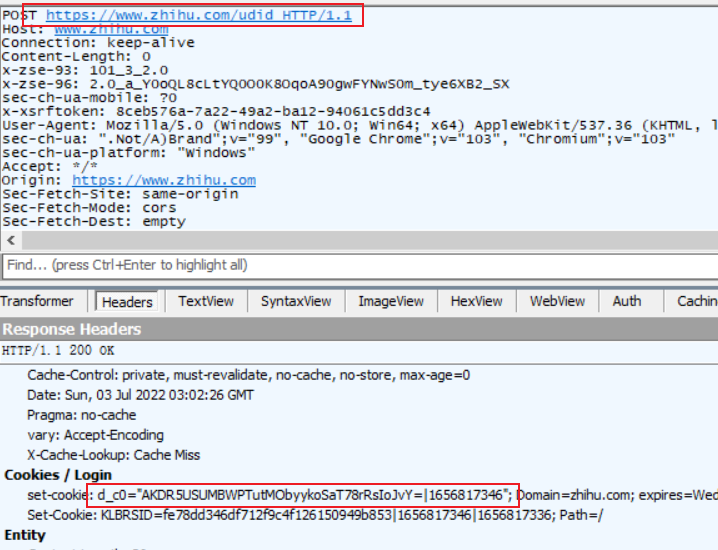 POST https://www.zhihu.com/udid HTTP/1.1
Host: www.zhihu.com
Connection: keep-alive
Content-Length: 0
x-zse-93: 101_3_2.0
x-zse-96: 2.0_a_Y0oQL8cLtYQ0O0K8OqoA90gwFYNwS0m_tye6XB2_SX
sec-ch-ua-mobile: ?0
x-xsrftoken: 8ceb576a-7a22-49a2-ba12-94061c5dd3c4
User-Agent: Mozilla/5.0 (Windows NT 10.0; Win64; x64) AppleWebKit/537.36 (KHTML, l
sec-ch-ua: ".Not/A)Brand";v="99", "Google Chrome";v="103", "Chromium";v="103"
sec-ch-ua-platform: "Windows"
Accept: */*
Origin: https://www.zhihu.com
Sec-Fetch-Site: same-origin
Sec-Fetch-Mode: cors
Sec-Fetch-Dest: empty
<
Find... (press Ctrl+Enter to highlight all)
Transformer Headers TextView SyntaxView ImageView HexView WebView Auth Cachin
Response Headers
HTTP/1.1 200 OK
Cache-Control: private, must-revalidate, no-cache, no-store, max-age=0
Date: Sun, 03 Jul 2022 03:02:26 GMT
Pragma: no-cache
vary: Accept-Encoding
X-Cache-Lookup: Cache Miss
Cookies / Login
set-cookie: d_c0="AKDR5USUMBWPTutMObyykoSaT78rRsIoJvY=|1656817346"; Domain=zhihu.com; expires=Wed
Set-Cookie: KLBRSID=fe78dd346df712f9c4f126150949b853|1656817346|1656817336; Path=/
Entity